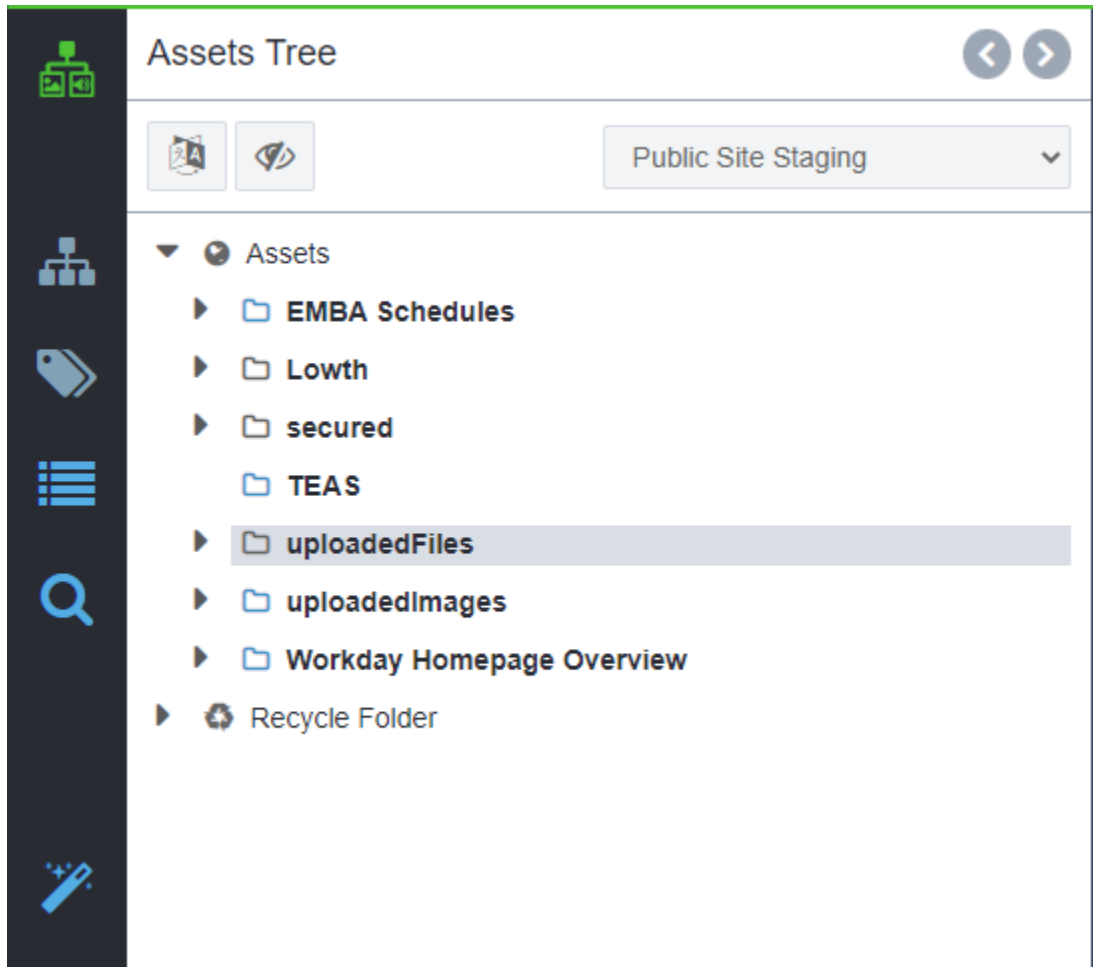 Assets Tree
Public Site Staging
Assets
EMBA Schedules
Lowth
secured
TEAS
uploadedFiles
uploadedImages
Workday Homepage Overview
Recycle Folder